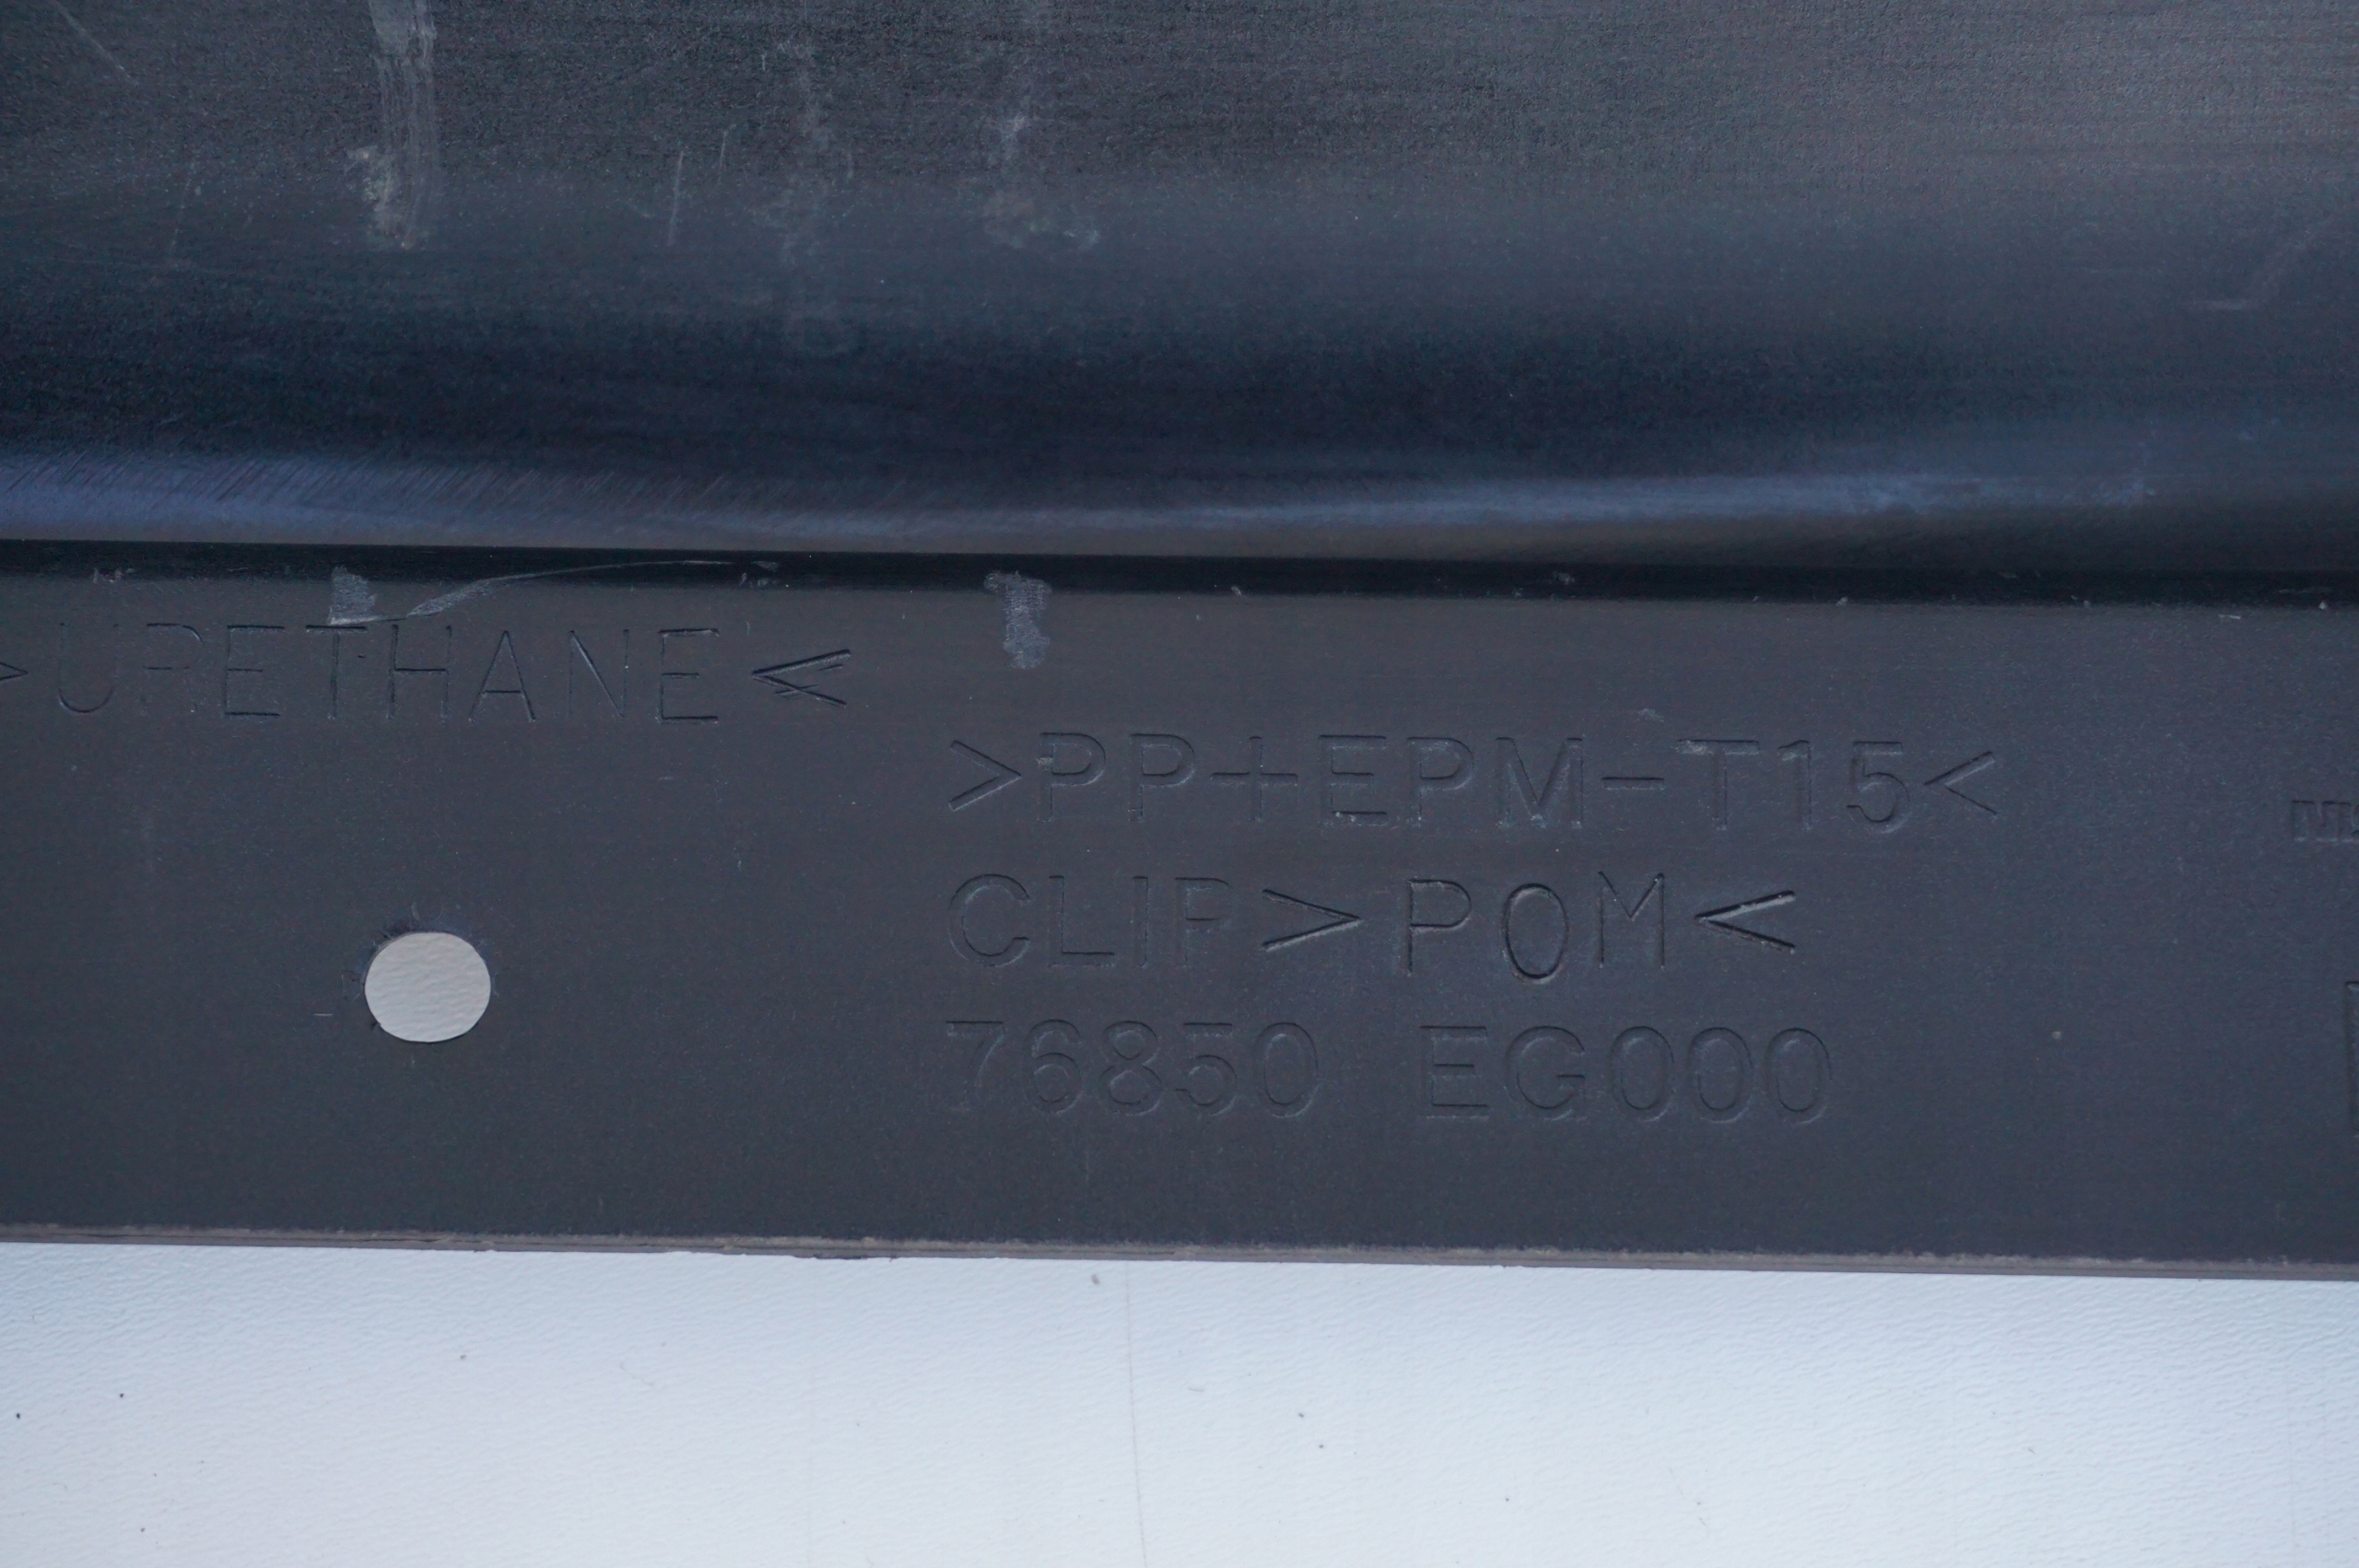 >URETHANE<
>PP+EPM-T15<
CLIP>POM<
76850 EG000